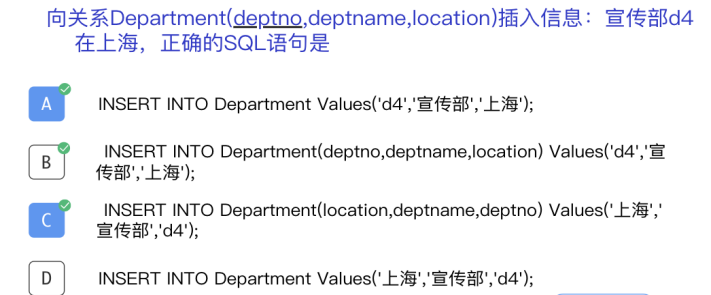 向关系Department(deptno,deptname,location)插入信息：宣传部d4
在上海，正确的SQL语句是
A INSERT INTO Department Values('d4','宣传部','上海');
B INSERT INTO Department(deptno,deptname,location) Values('d4','宣
传部','上海');
C INSERT INTO Department(location,deptname,deptno) Values('上海','
宣传部','d4');
D INSERT INTO Department Values('上海','宣传部','d4');